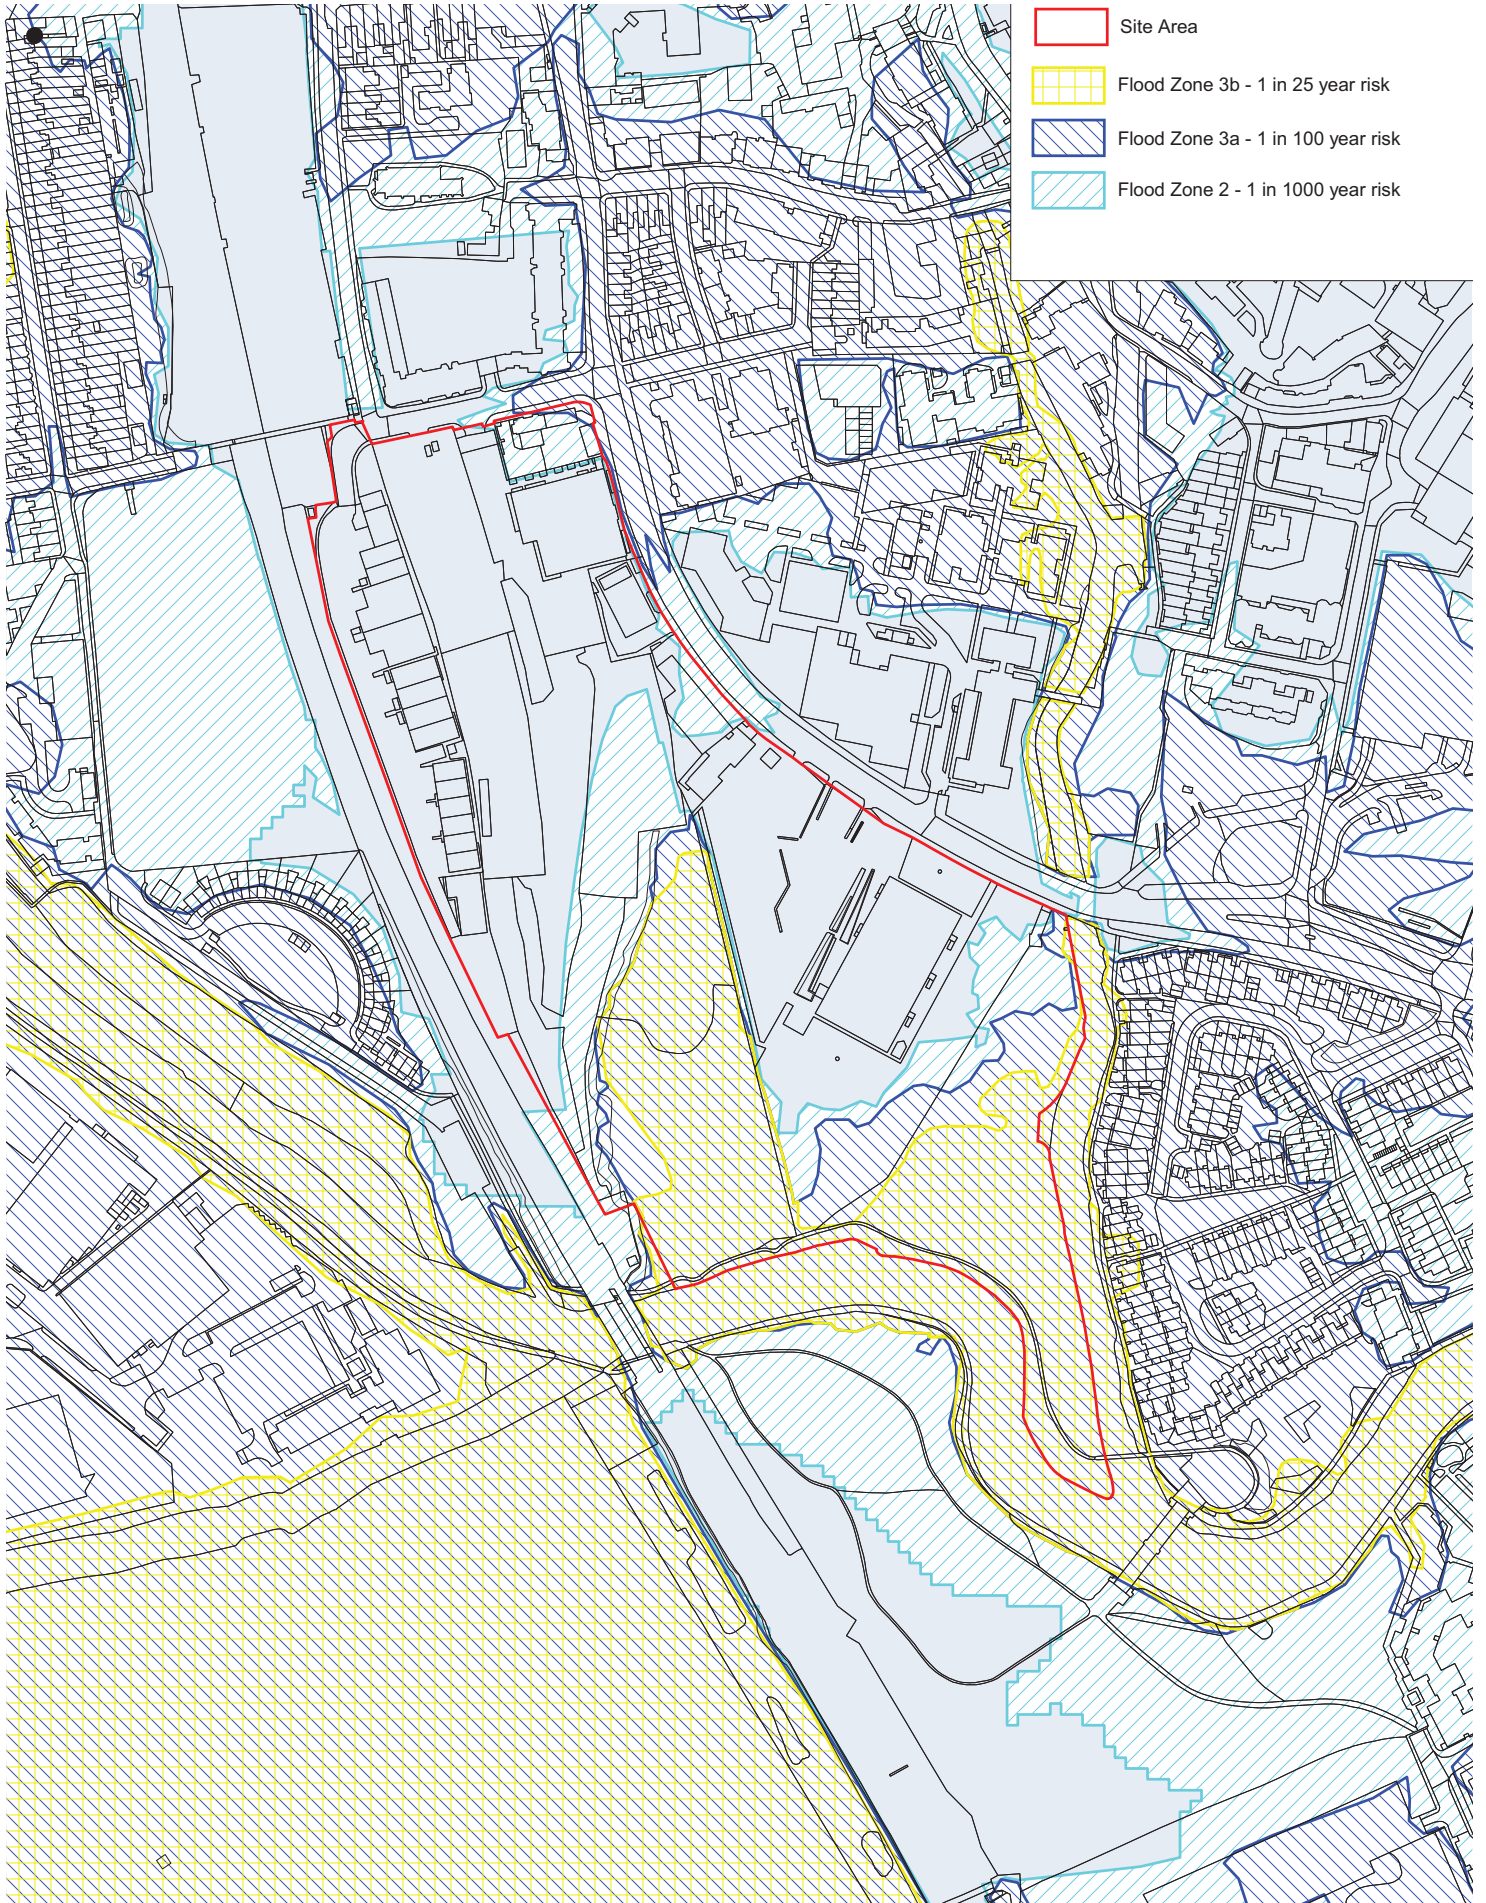 Site Area
Flood Zone 3b - 1 in 25 year risk
Flood Zone 3a - 1 in 100 year risk
Flood Zone 2 - 1 in 1000 year risk